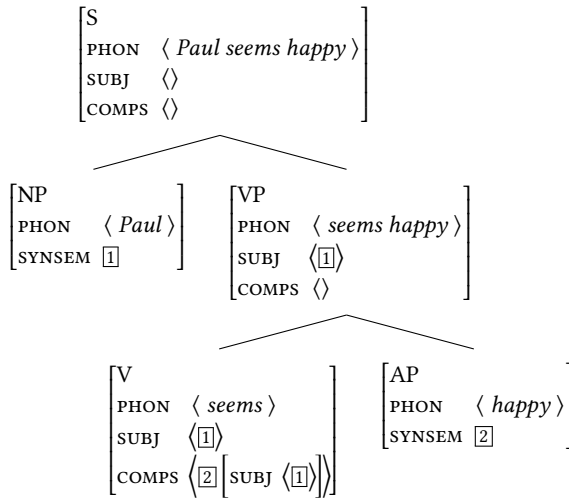 S
PHON ⟨ Paul seems happy ⟩
SUBJ ⟨⟩
COMPS ⟨⟩
NP
PHON ⟨ Paul ⟩
SYNSEM 1
VP
PHON ⟨ seems happy ⟩
SUBJ ⟨1⟩
COMPS ⟨⟩
V
PHON ⟨ seems ⟩
SUBJ ⟨1⟩
COMPS ⟨2[SUBJ ⟨1⟩]⟩
AP
PHON ⟨ happy ⟩
SYNSEM 2